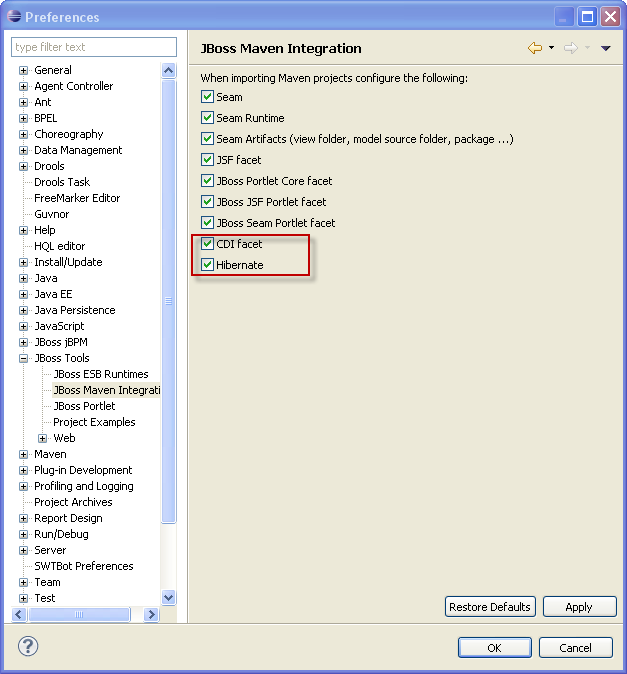 Preferences
type filter text
General
Agent Controller
Ant
BPEL
Choreography
Data Management
Drools
Drools Task
FreeMarker Editor
Guvnor
Help
HQL editor
Install/Update
Java
Java EE
Java Persistence
JavaScript
JBoss jBPM
JBoss Tools
JBoss ESB Runtimes
JBoss Maven Integrati
JBoss Portlet
Project Examples
Web
Maven
Plug-in Development
Profiling and Logging
Project Archives
Report Design
Run/Debug
Server
SWTBot Preferences
Team
Test
JBoss Maven Integration
When importing Maven projects configure the following:
Seam
Seam Runtime
Seam Artifacts (view folder, model source folder, package ...)
JSF facet
JBoss Portlet Core facet
JBoss JSF Portlet facet
JBoss Seam Portlet facet
CDI facet
Hibernate
Restore Defaults
Apply
?
OK
Cancel